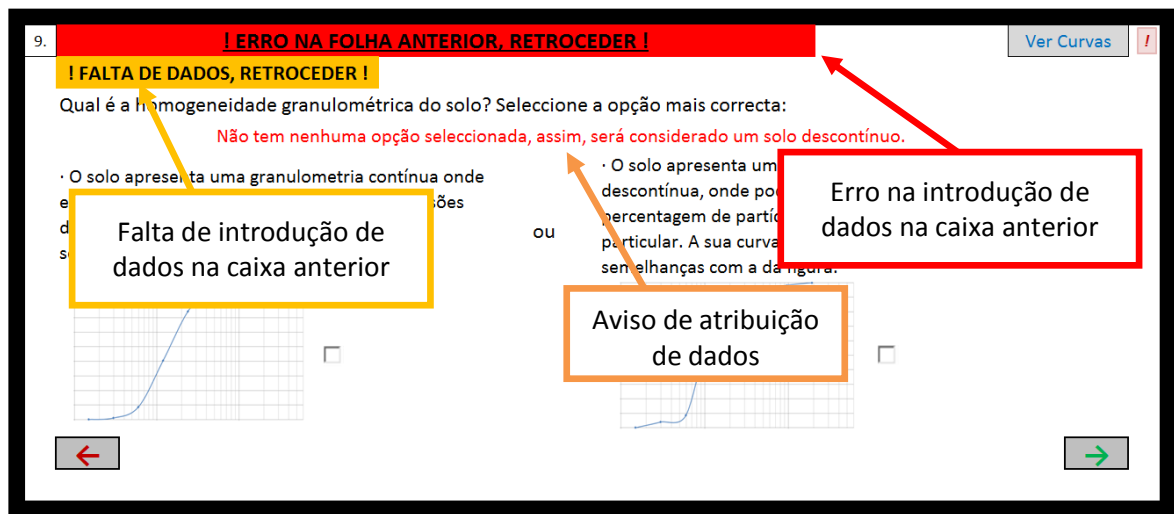 9.
! ERRO NA FOLHA ANTERIOR, RETROCEDER !
Ver Curvas
!
! FALTA DE DADOS, RETROCEDER !
Qual é a homogeneidade granulométrica do solo? Seleccione a opção mais correcta:
Não tem nenhuma opção seleccionada, assim, será considerado um solo descontínuo.
· O solo apresenta uma granulometria contínua onde
· O solo apresenta um
descontínua, onde
percentagem de
particular. A sua
semelhanças com a da figura.
ou
Falta de introdução de
dados na caixa anterior
Erro na introdução de
dados na caixa anterior
Aviso de atribuição
de dados